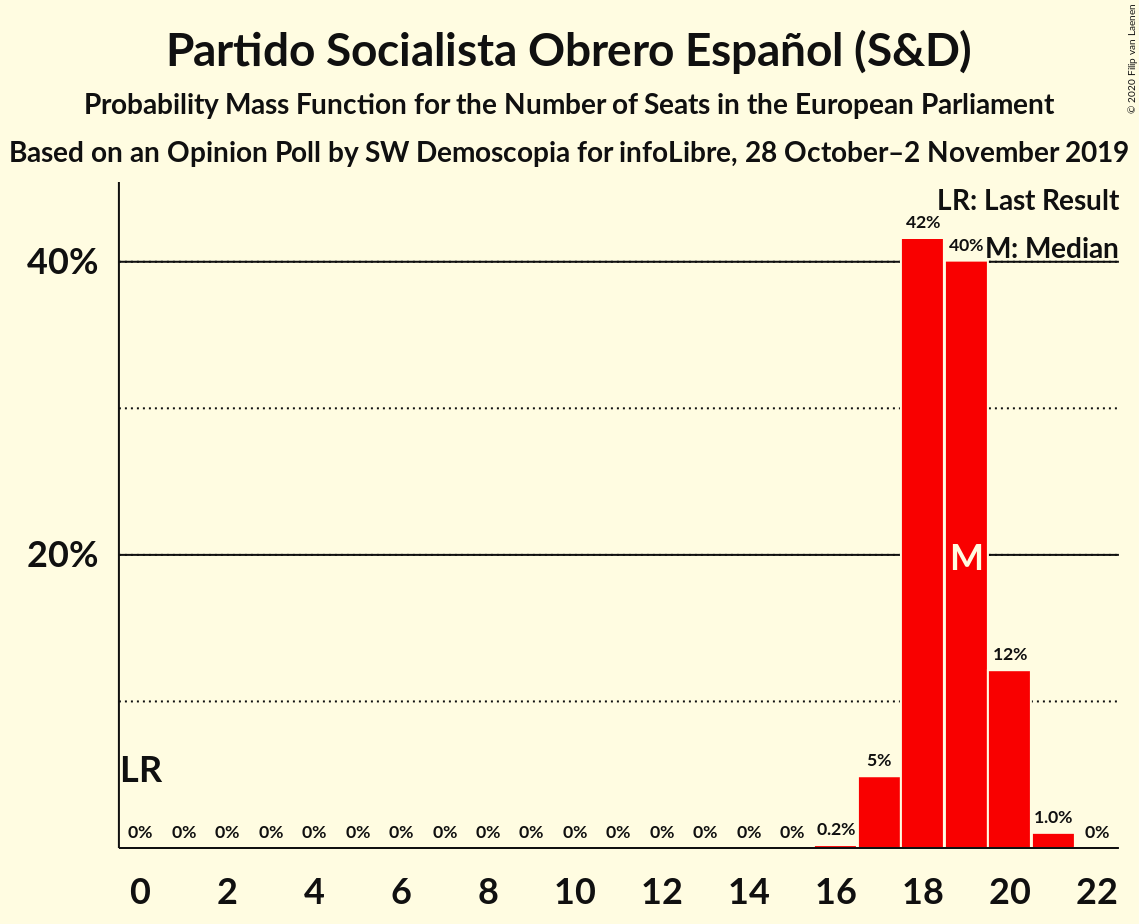 Partido Socialista Obrero Español (S&D)
Probability Mass Function for the Number of Seats in the European Parliament
Based on an Opinion Poll by SW Demoscopia for infoLibre, 28 October–2 November 2019
© 2020 Filip van Laenen
LR: Last Result
M: Median
40%
20%
42%
40%
M
12%
5%
LR
0% 0% 0% 0% 0% 0% 0% 0% 0% 0% 0% 0% 0% 0% 0% 0% 0.2% 1.0% 0%
0 2 4 6 8 10 12 14 16 18 20 22